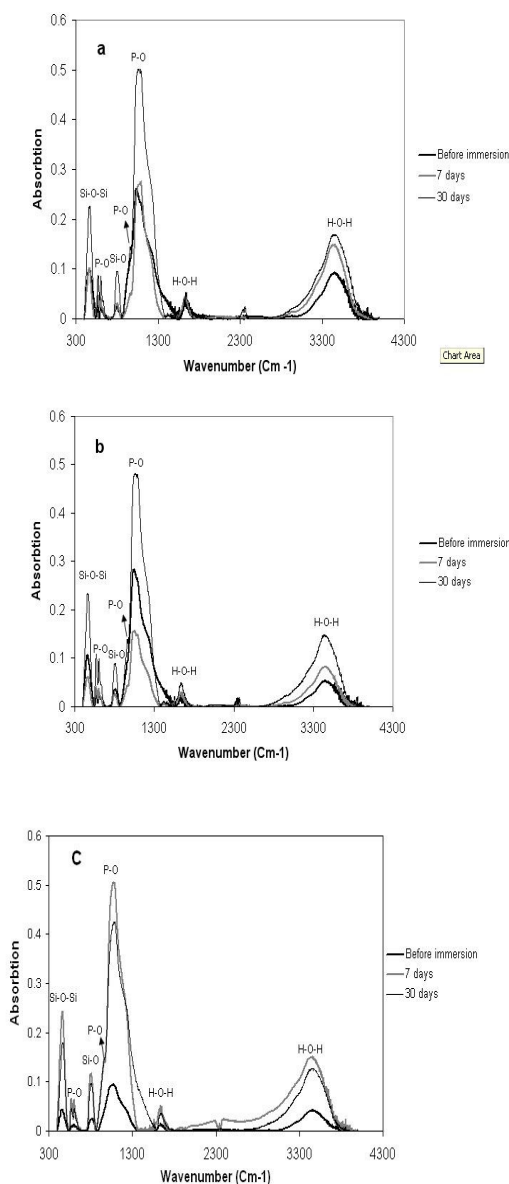 a
Absorbtion
0.6
0.5
0.4
0.3
0.2
0.1
0
P-O
Si-O-Si
P-O
P-O
Si-O
H-O-H
H-O-H
Before immersion
7 days
30 days
300 1300 2300 3300 4300
Wavenumber (Cm -1)
Chart Area
b
Absorbtion
0.6
0.5
0.4
0.3
0.2
0.1
0
P-O
Si-O-Si
P-O
P-O
Si-O
H-O-H
H-O-H
Before immersion
7 days
30 days
300 1300 2300 3300 4300
Wavenumber (Cm-1)
C
Absorbtion
0.6
0.5
0.4
0.3
0.2
0.1
0
P-O
Si-O-Si
P-O
Si-O
P-O
H-O-H
H-O-H
Before immersion
7 days
30 days
300 1300 2300 3300 4300
Wavenumber (Cm-1)